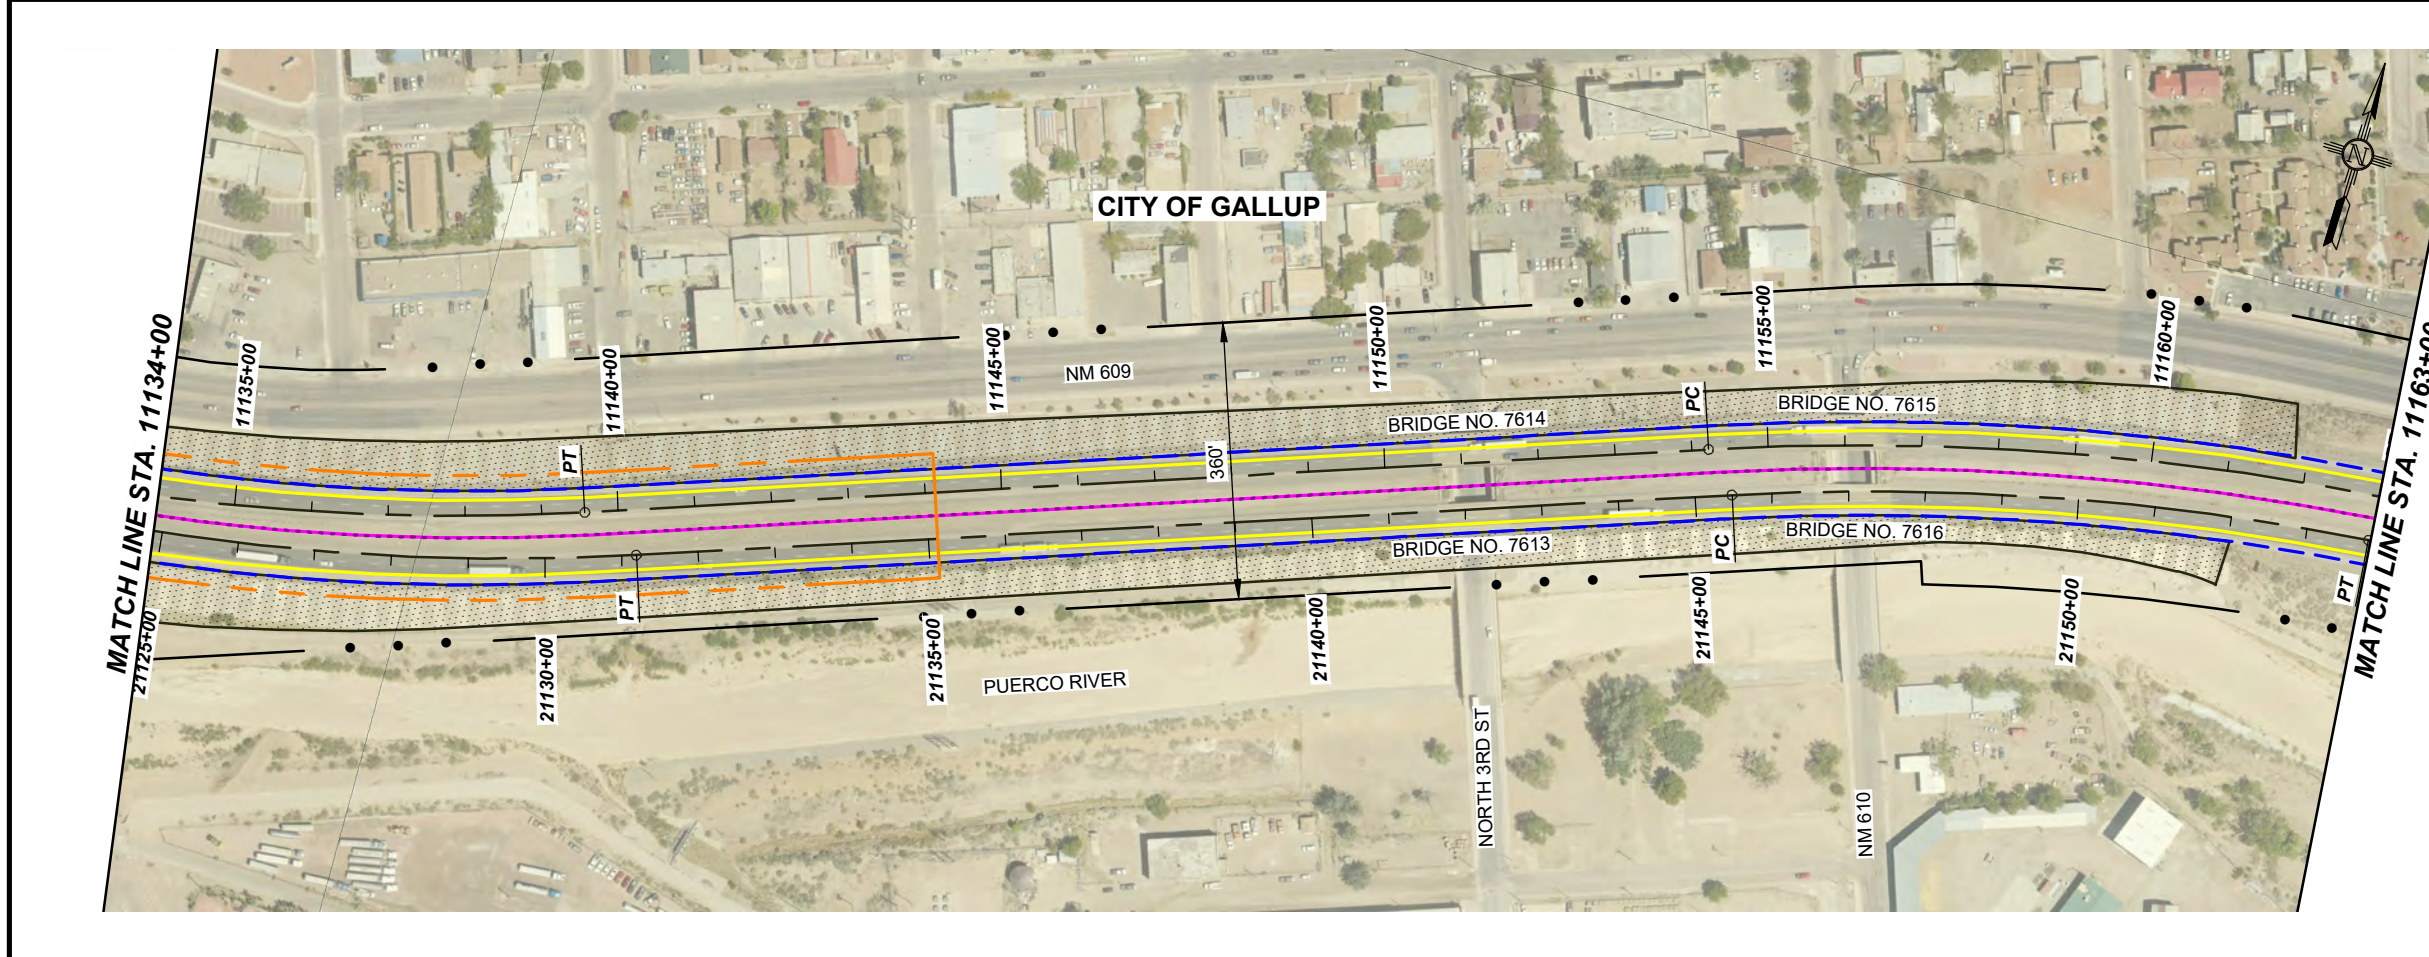 CITY OF GALLUP
N
MATCH LINE STA. 11134+00
11135+00
11140+00
11145+00
11150+00
11155+00
11160+00
MATCH LINE STA. 11163+00
NM 609
360'
BRIDGE NO. 7614
BRIDGE NO. 7615
PT
PC
BRIDGE NO. 7613
BRIDGE NO. 7616
PT
PC
PT
21125+00
21130+00
21135+00
21140+00
21145+00
21150+00
PUERCO RIVER
NORTH 3RD ST
NM 610